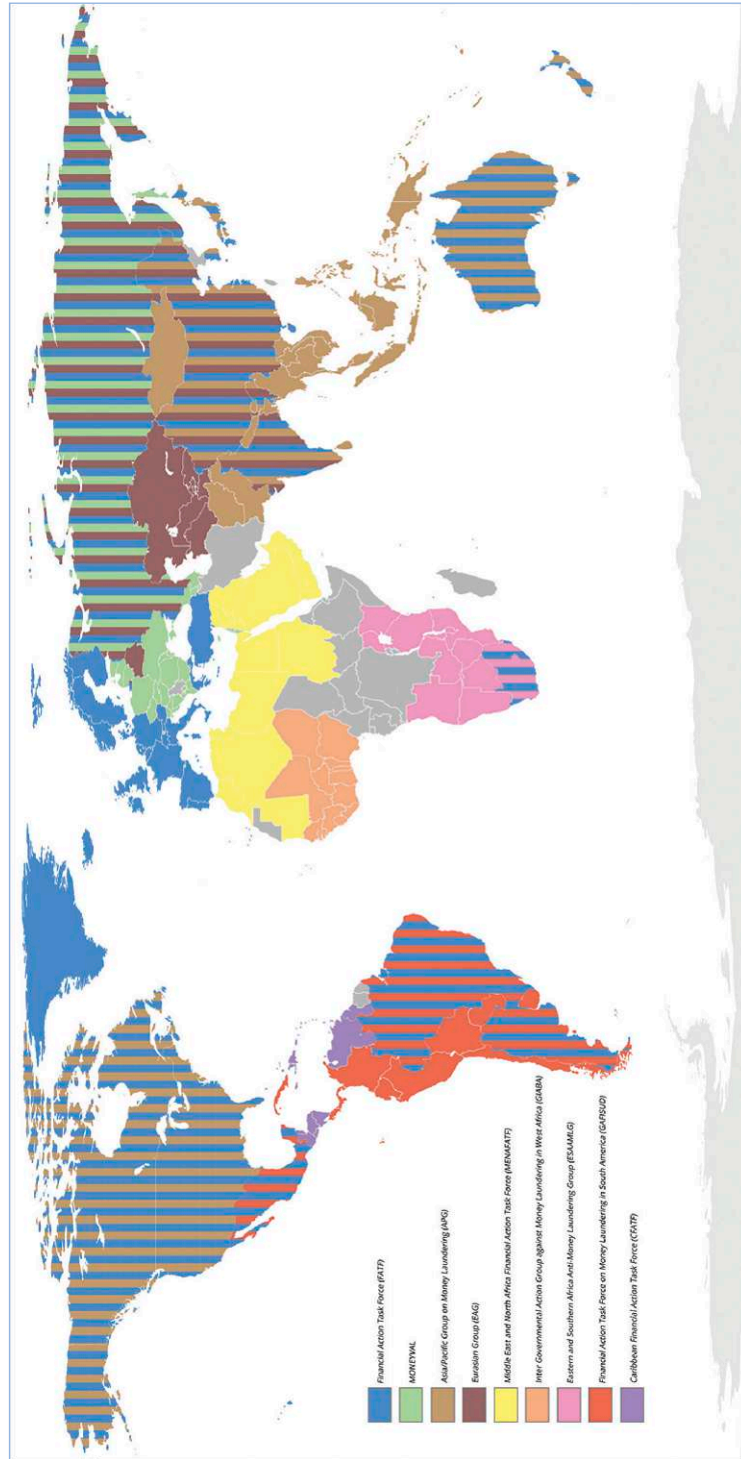 Financial Action Task Force (FATF)
MONEYVAL
Asia/Pacific Group on Money Laundering (APG)
Eurasian Group (EAG)
Middle East and North Africa Financial Action Task Force (MENAFATF)
Inter Governmental Action Group against Money Laundering in West Africa (GIABA)
Eastern and Southern Africa Anti-Money Laundering Group (ESAAMLG)
Financial Action Task Force on Money Laundering in South America (GAFISUD)
Caribbean Financial Action Task Force (CFATF)